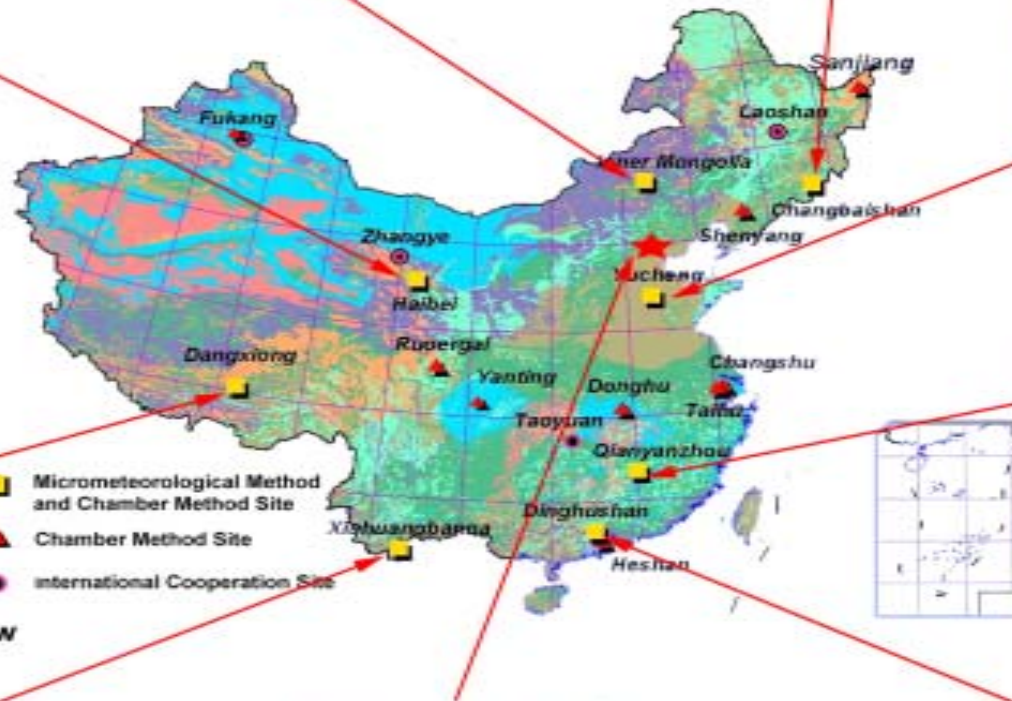 Sanjiang
Fukang
Laoshan
Inner Mongolia
Changbaishan
Zhangye
Shenyang
Yucheng
Haibei
Ruoergai
Dangxiong
Changshu
Yanting
Donghu
Taihu
Taoyuan
Qianyanzhou
Micrometeorological Method
and Chamber Method Site
Dinghushan
Xishuangbanna
Chamber Method Site
Heshan
International Cooperation Site